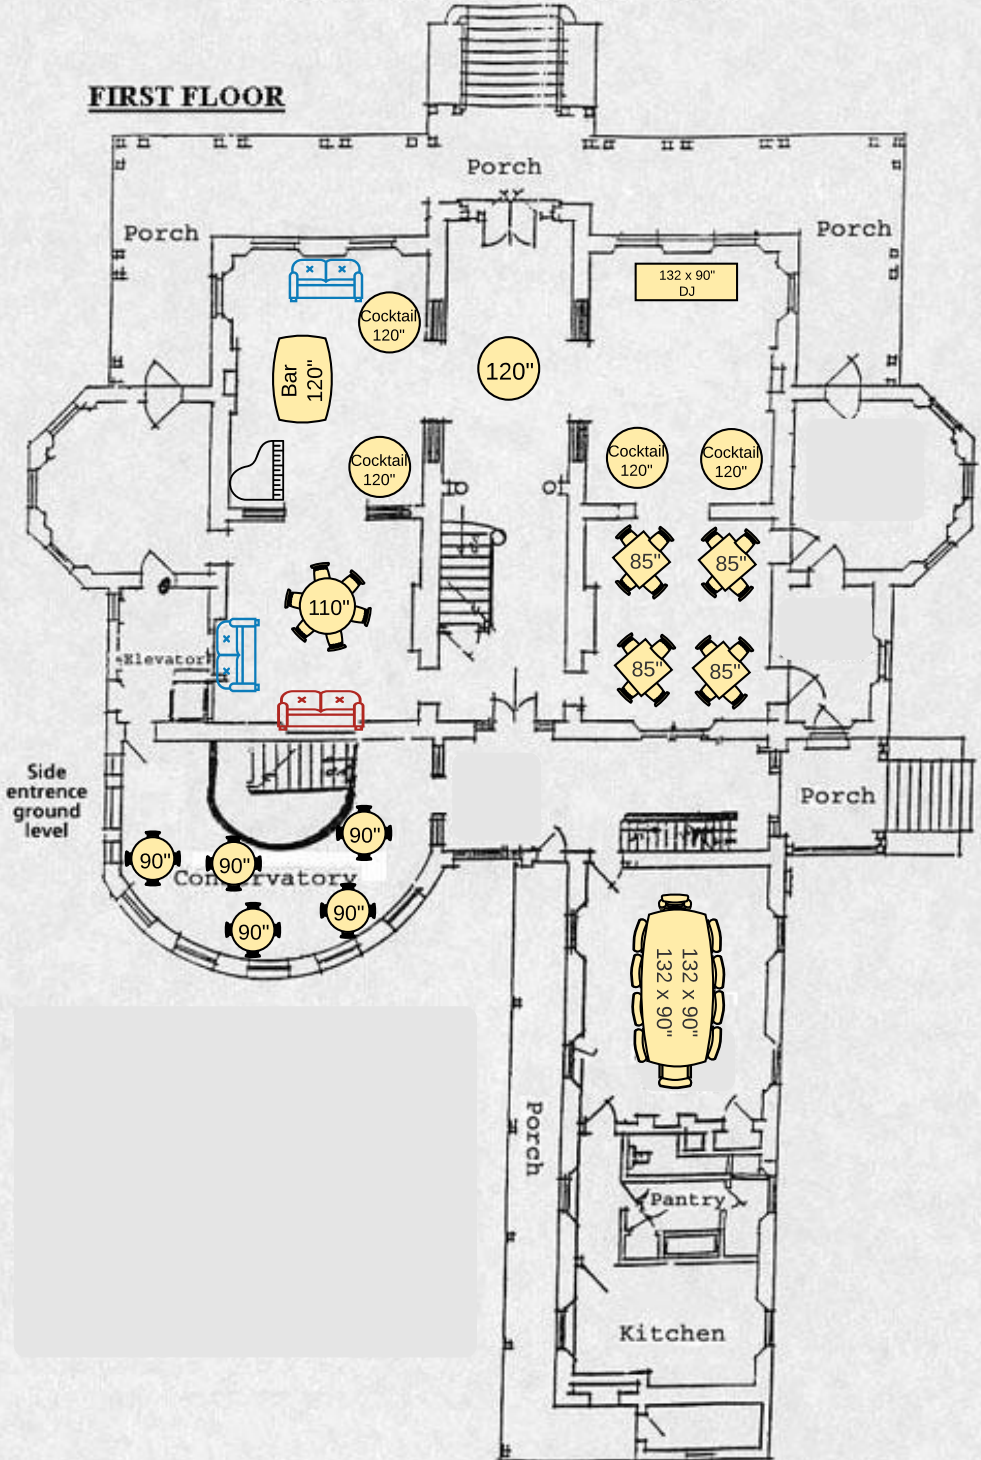 FIRST FLOOR
Porch
Porch
Porch
132 x 90"
DJ
Cocktail
120"
Bar
120"
120"
Cocktail
120"
Cocktail
120"
Cocktail
120"
85"
85"
110"
85"
85"
Elevator
Side
entrence
ground
level
Porch
90"
90"
90"
Conservatory
90"
90"
132 x 90"
132 x 90"
Porch
Pantry
Kitchen